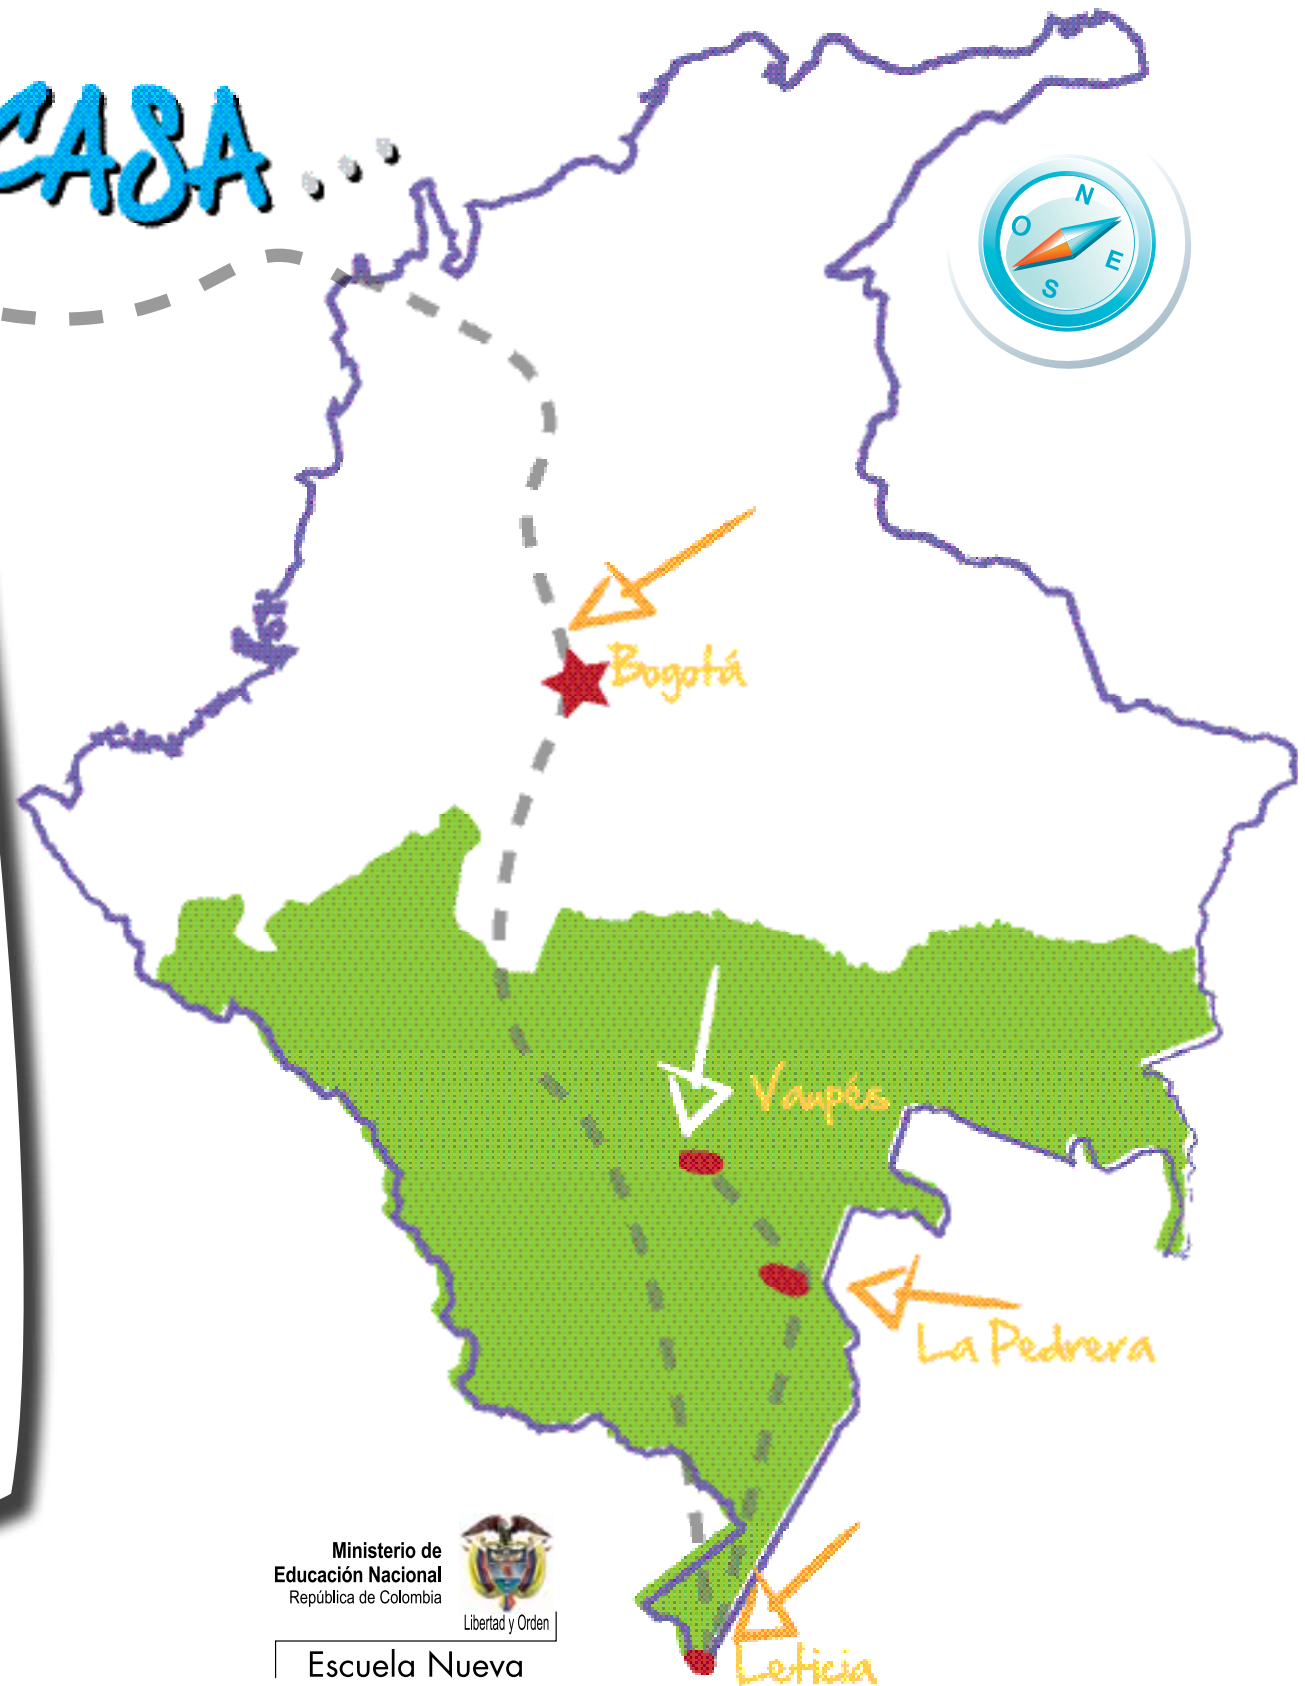 CASA...
N
O
E
S
Bogotá
Vaupés
La Pedrera
Ministerio de
Educación Nacional
República de Colombia
Libertad y Orden
Escuela Nueva
Leticia